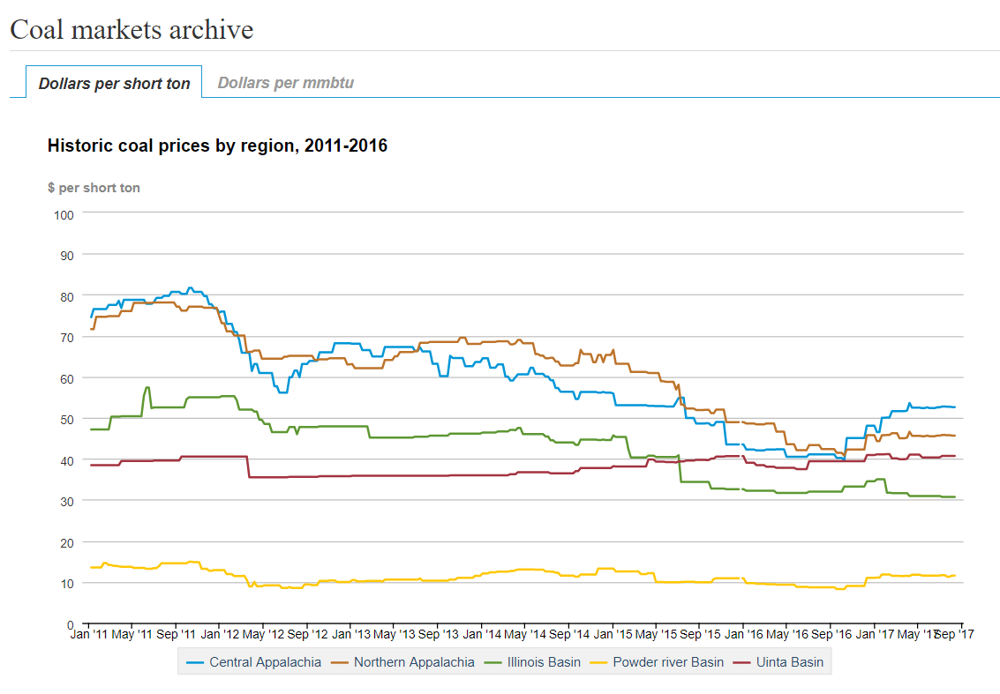 Coal markets archive
Dollars per short ton Dollars per mmbtu
Historic coal prices by region, 2011-2016
$ per short ton
100
90
80
70
60
50
40
30
20
10
0
Jan '11 May '11 Sep '11 Jan '12 May '12 Sep '12 Jan '13 May '13 Sep '13 Jan '14 May '14 Sep '14 Jan '15 May '15 Sep '15 Jan '16 May '16 Sep '16 Jan '17 May '17 Sep '17
Central Appalachia Northern Appalachia Illinois Basin Powder river Basin Uinta Basin